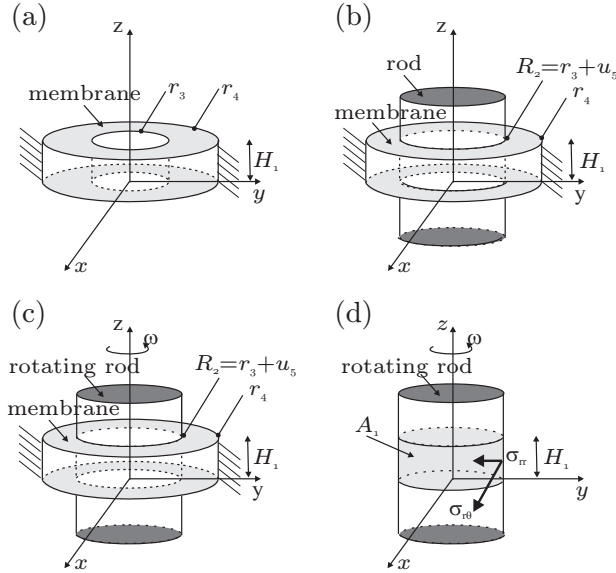 (a)
z
r₃
r₄
membrane
H₁
y
x
(b)
z
rod
R₂=r₃+u₅
r₄
membrane
H₁
y
x
(c)
z
ω
rotating rod
R₂=r₃+u₅
r₄
membrane
H₁
y
x
(d)
z
ω
rotating rod
A₁
σrr
H₁
σrθ
y
x